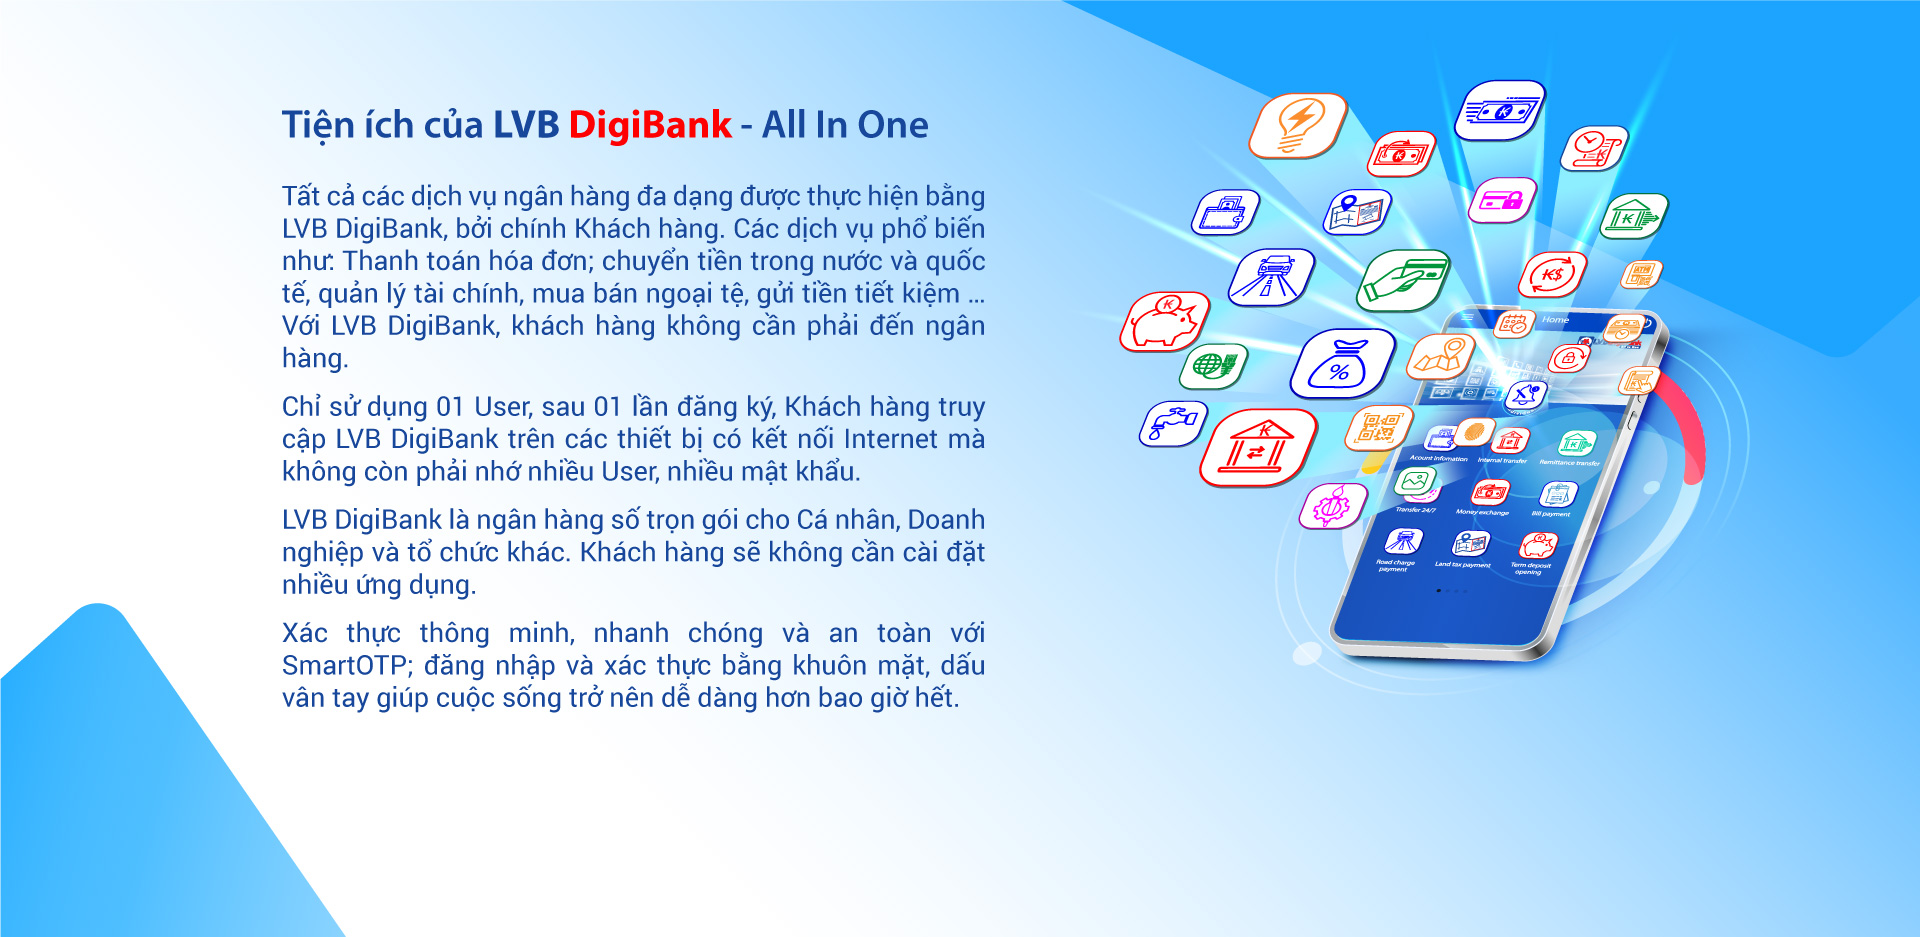 Tiện ích của LVB DigiBank - All In One
Tất cả các dịch vụ ngân hàng đa dạng được thực hiện bằng
LVB DigiBank, bởi chính Khách hàng. Các dịch vụ phổ biến
như: Thanh toán hóa đơn; chuyển tiền trong nước và quốc
tế, quản lý tài chính, mua bán ngoại tệ, gửi tiền tiết kiệm ...
Với LVB DigiBank, khách hàng không cần phải đến ngân
hàng.
Chỉ sử dụng 01 User, sau 01 lần đăng ký, Khách hàng truy
cập LVB DigiBank trên các thiết bị có kết nối Internet mà
không còn phải nhớ nhiều User, nhiều mật khẩu.
LVB DigiBank là ngân hàng số trọn gói cho Cá nhân, Doanh
nghiệp và tổ chức khác. Khách hàng sẽ không cần cài đặt
nhiều ứng dụng.
Xác thực thông minh, nhanh chóng và an toàn với
SmartOTP; đăng nhập và xác thực bằng khuôn mặt, dấu
vân tay giúp cuộc sống trở nên dễ dàng hơn bao giờ hết.
K$
ATM
Home
%
Acount Infomation
Internal transfer
Remittance transfer
Transfer 24/7
Money exchange
Bill payment
Road charge
payment
Land tax payment
Term deposit
opening